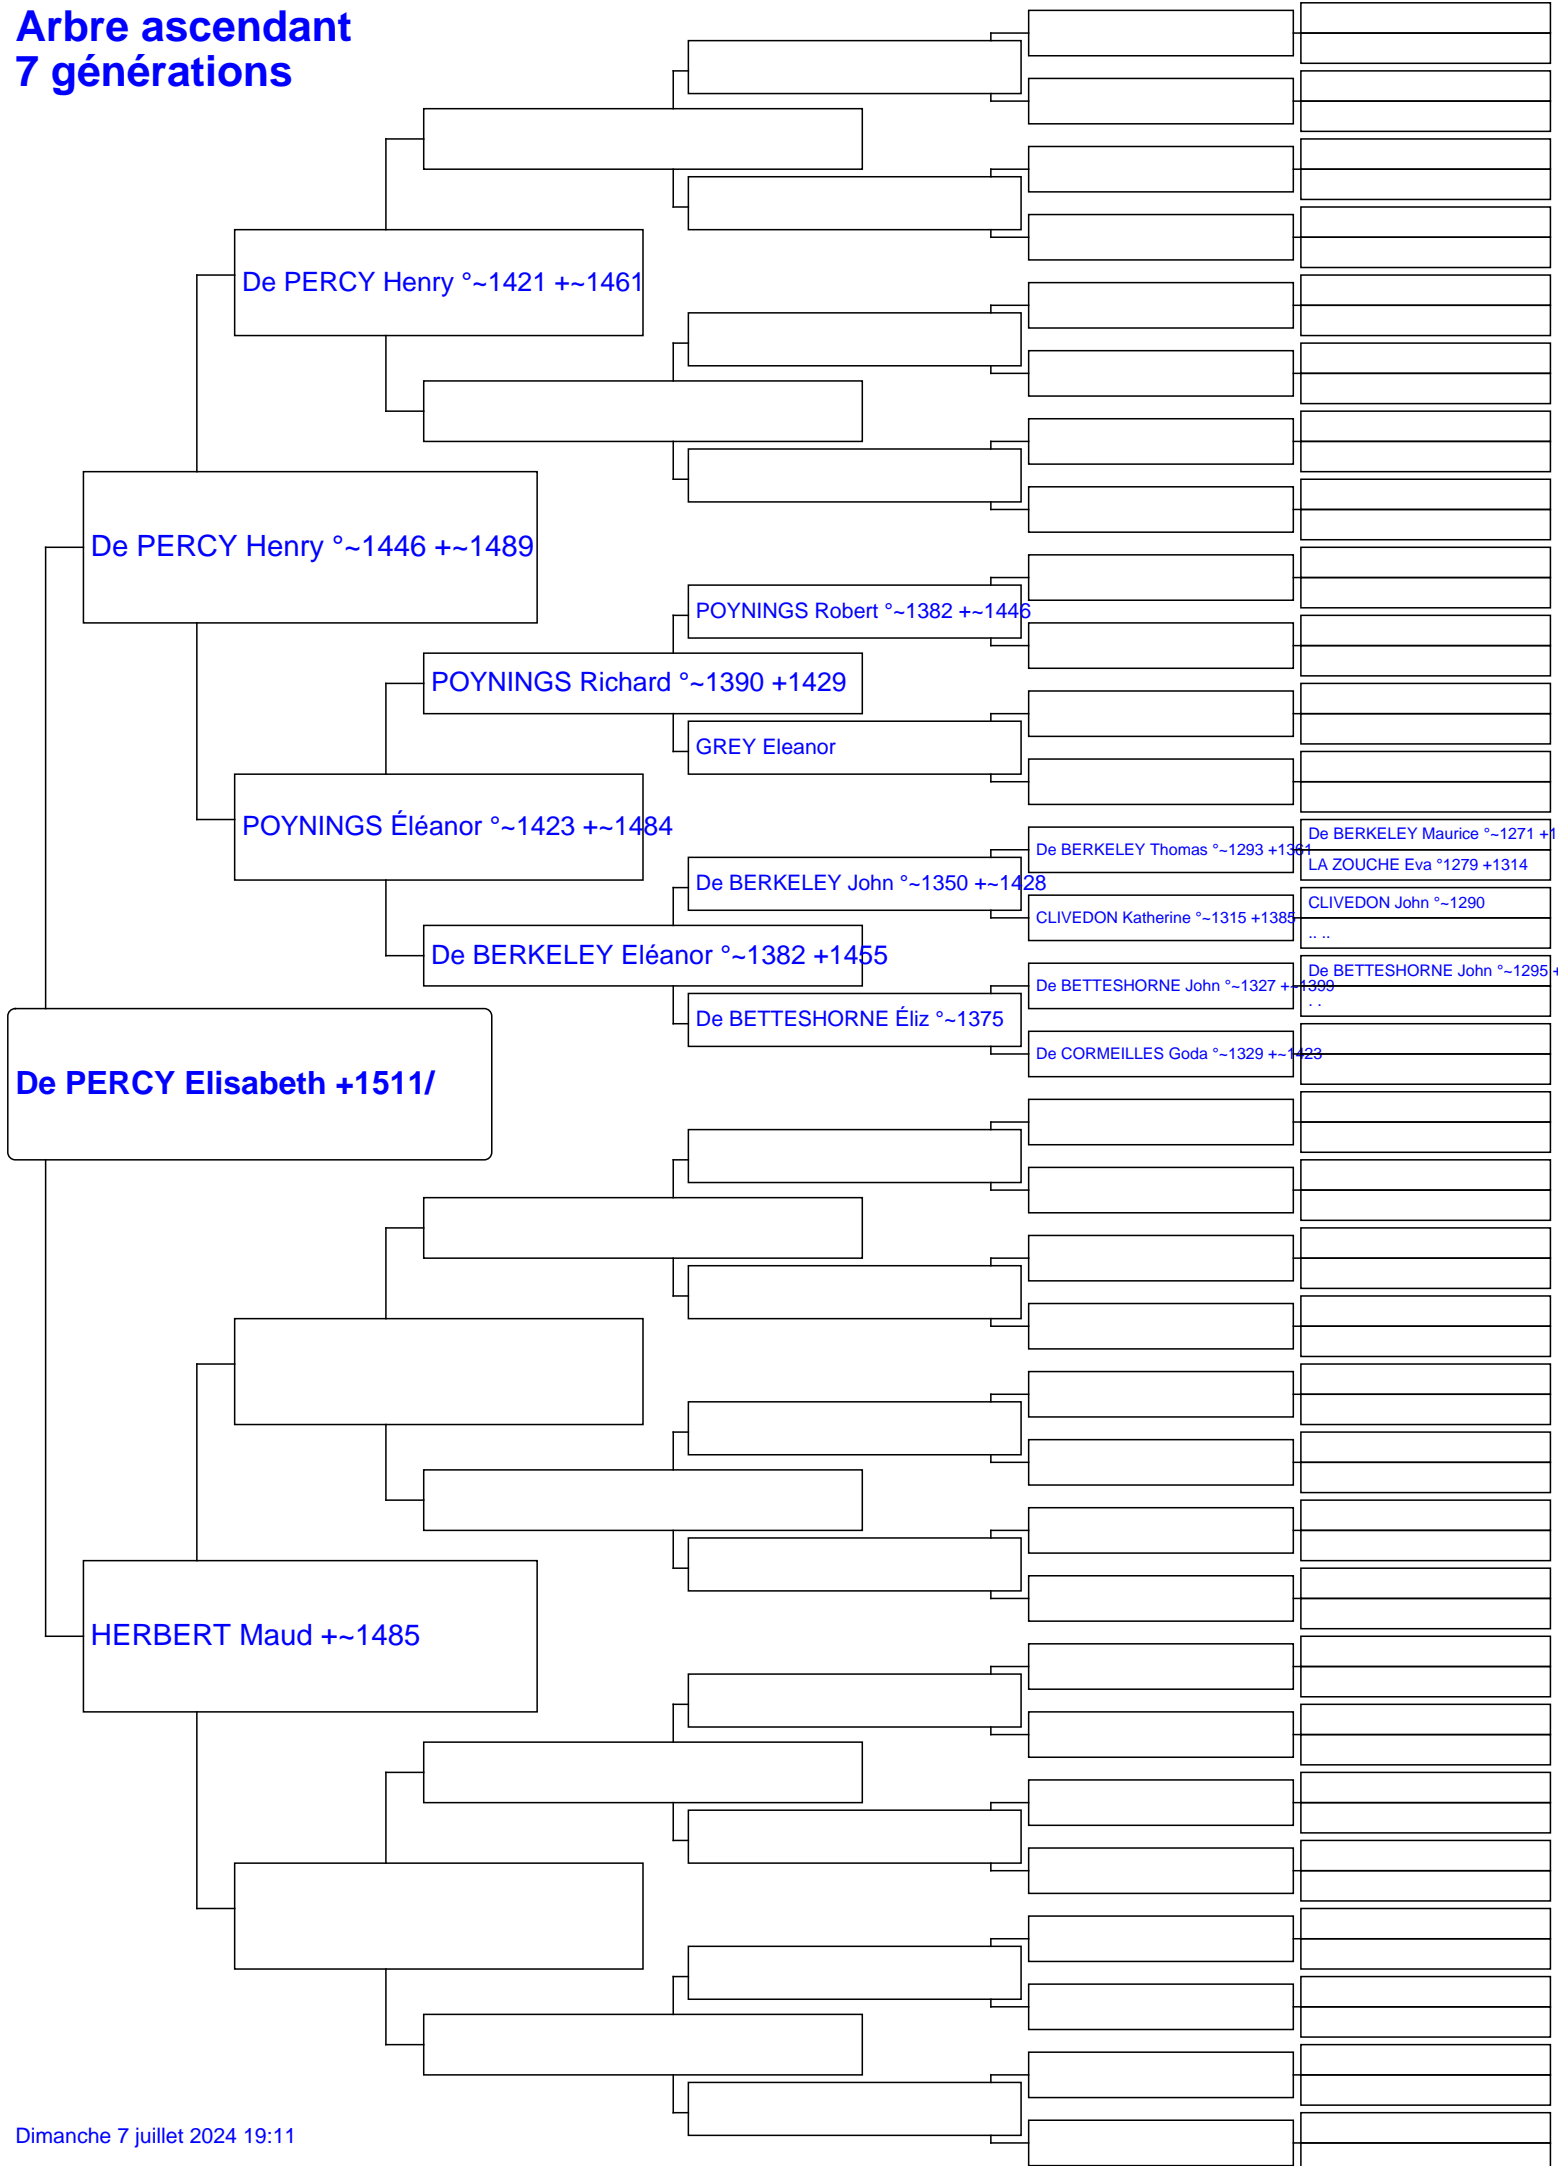 Arbre ascendant
7 générations
De PERCY Henry °~1421 +~1461
De PERCY Henry °~1446 +~1489
POYNINGS Robert °~1382 +~1446
POYNINGS Richard °~1390 +1429
GREY Eleanor
POYNINGS Éléanor °~1423 +~1484
De BERKELEY Maurice °~1271 +1
De BERKELEY Thomas °~1293 +1361
LA ZOUCHE Eva °1279 +1314
De BERKELEY John °~1350 +~1428
CLIVEDON John °~1290
CLIVEDON Katherine °~1315 +1385
.. ..
De BERKELEY Eléanor °~1382 +1455
De BETTESHORNE John °~1295 +
De BETTESHORNE John °~1327 +~1399
. .
De BETTESHORNE Éliz °~1375
De CORMEILLES Goda °~1329 +~1423
De PERCY Elisabeth +1511/
HERBERT Maud +~1485
Dimanche 7 juillet 2024 19:11